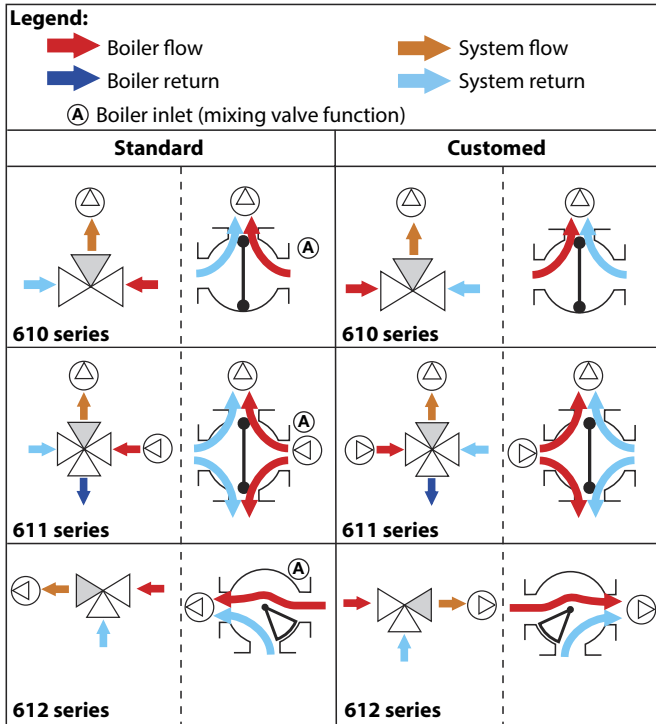 Legend:
Boiler flow
System flow
Boiler return
System return
A Boiler inlet (mixing valve function)
Standard
Customed
A
610 series
610 series
A
611 series
611 series
A
612 series
612 series